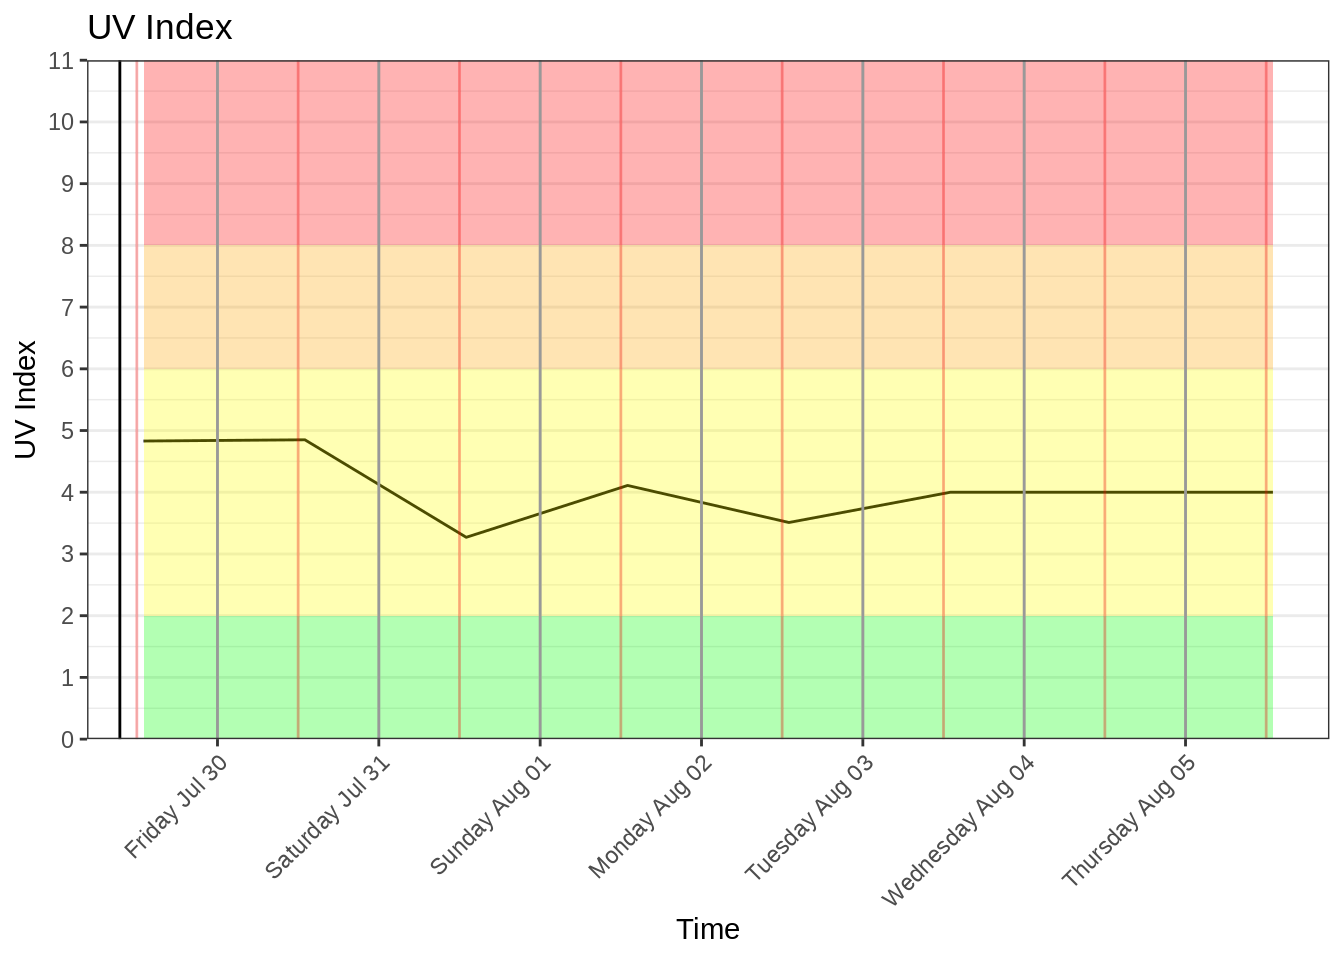 UV Index
11
10
9
8
7
6
5
4
3
2
1
0
UV Index
Friday Jul 30
Saturday Jul 31
Sunday Aug 01
Monday Aug 02
Tuesday Aug 03
Wednesday Aug 04
Thursday Aug 05
Time